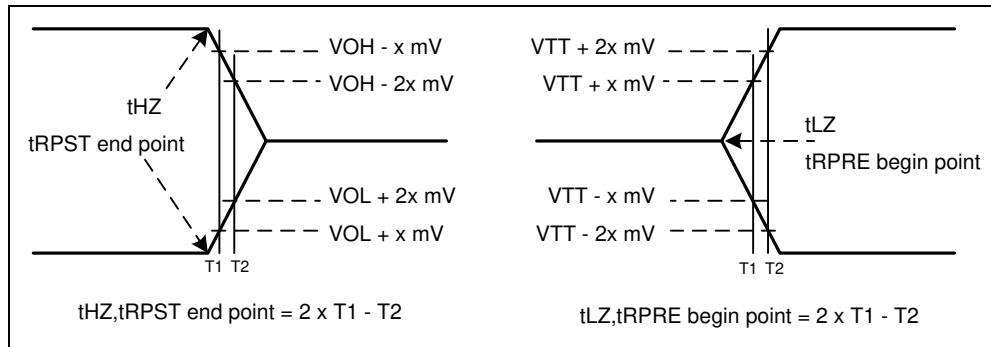 VOH - x mV
VOH - 2x mV
tHZ
tRPST end point
VOL + 2x mV
VOL + x mV
T1 T2
tHZ,tRPST end point = 2 x T1 - T2
VTT + 2x mV
VTT + x mV
tLZ
tRPRE begin point
VTT - x mV
VTT - 2x mV
T1 T2
tLZ,tRPRE begin point = 2 x T1 - T2